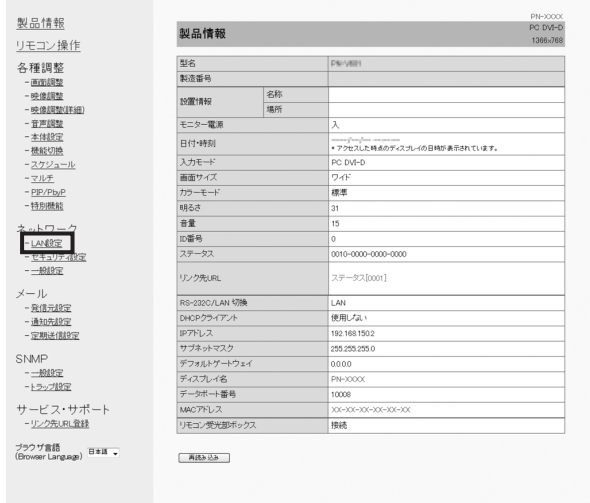 製品情報
リモコン操作
各種調整
- 画面調整
- 映像調整
- 映像調整(詳細)
- 音声調整
- 本体設定
- 機能切換
- スケジュール
- マルチ
- PIP/PbyP
- 特別機能
ネットワーク
- LAN設定
- セキュリティ設定
- 一般設定
メール
- 発信元設定
- 通知先設定
- 定期送信設定
SNMP
- 一般設定
- トラップ設定
サービス・サポート
- リンク先URL登録
ブラウザ言語
(Browser Language) 日本語
PN-XXXX
製品情報 PC DVI-D
1366x768
型名
製造番号
設置情報 名称
場所
モニター電源 入
日付・時刻 ----/--/-- --:--:--
* アクセスした時点のディスプレイの日時が表示されています。
入力モード PC DVI-D
画面サイズ ワイド
カラーモード 標準
明るさ 31
音量 15
ID番号 0
ステータス 0010-0000-0000-0000
リンク先URL ステータス[0001]
RS-232C/LAN 切換 LAN
DHCPクライアント 使用しない
IPアドレス 192.168.150.2
サブネットマスク 255.255.255.0
デフォルトゲートウェイ 0.0.0.0
ディスプレイ名 PN-XXXX
データポート番号 10008
MACアドレス XX-XX-XX-XX-XX-XX
リモコン受光部ボックス 接続
再読み込み